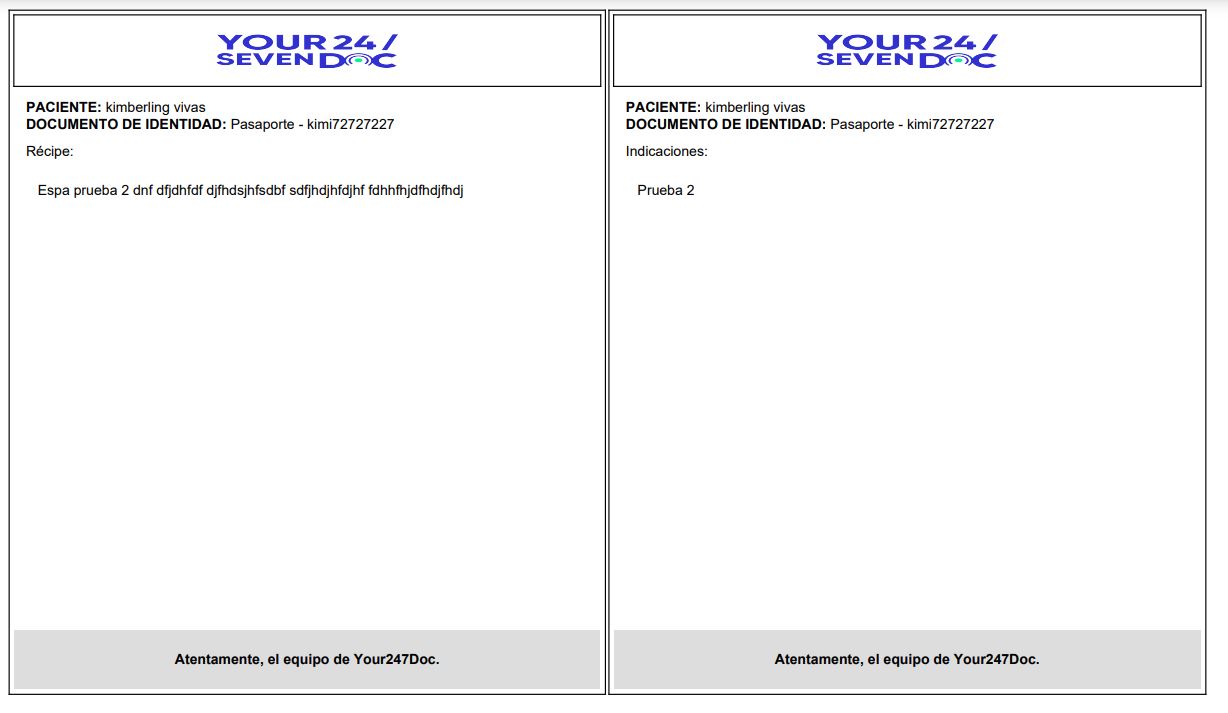 YOUR 24/
SEVEN DOC
PACIENTE: kimberling vivas
DOCUMENTO DE IDENTIDAD: Pasaporte - kimi72727227
Récipe:
Espa prueba 2 dnf dfjdhfdf djfhdsjhfsdbf sdfjhdjhfdjhf fdhhfhjdfhdjfhdj
Atentamente, el equipo de Your247Doc.
YOUR 24/
SEVEN DOC
PACIENTE: kimberling vivas
DOCUMENTO DE IDENTIDAD: Pasaporte - kimi72727227
Indicaciones:
Prueba 2
Atentamente, el equipo de Your247Doc.